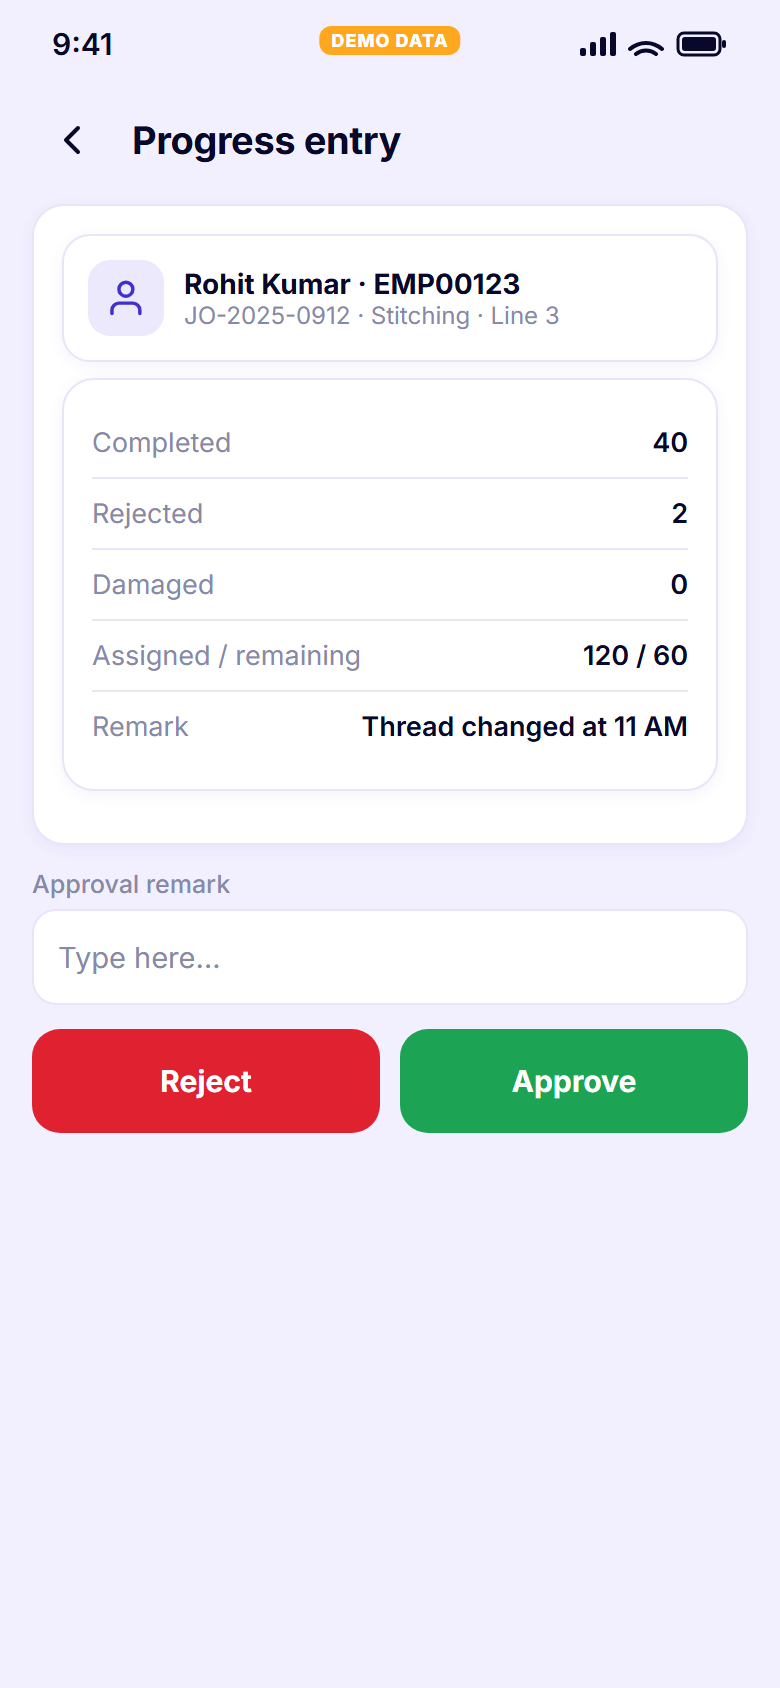 9:41
DEMO DATA
Progress entry
Rohit Kumar · EMP00123
JO-2025-0912 · Stitching · Line 3
Completed 40
Rejected 2
Damaged 0
Assigned / remaining 120 / 60
Remark Thread changed at 11 AM
Approval remark
Type here...
Reject Approve